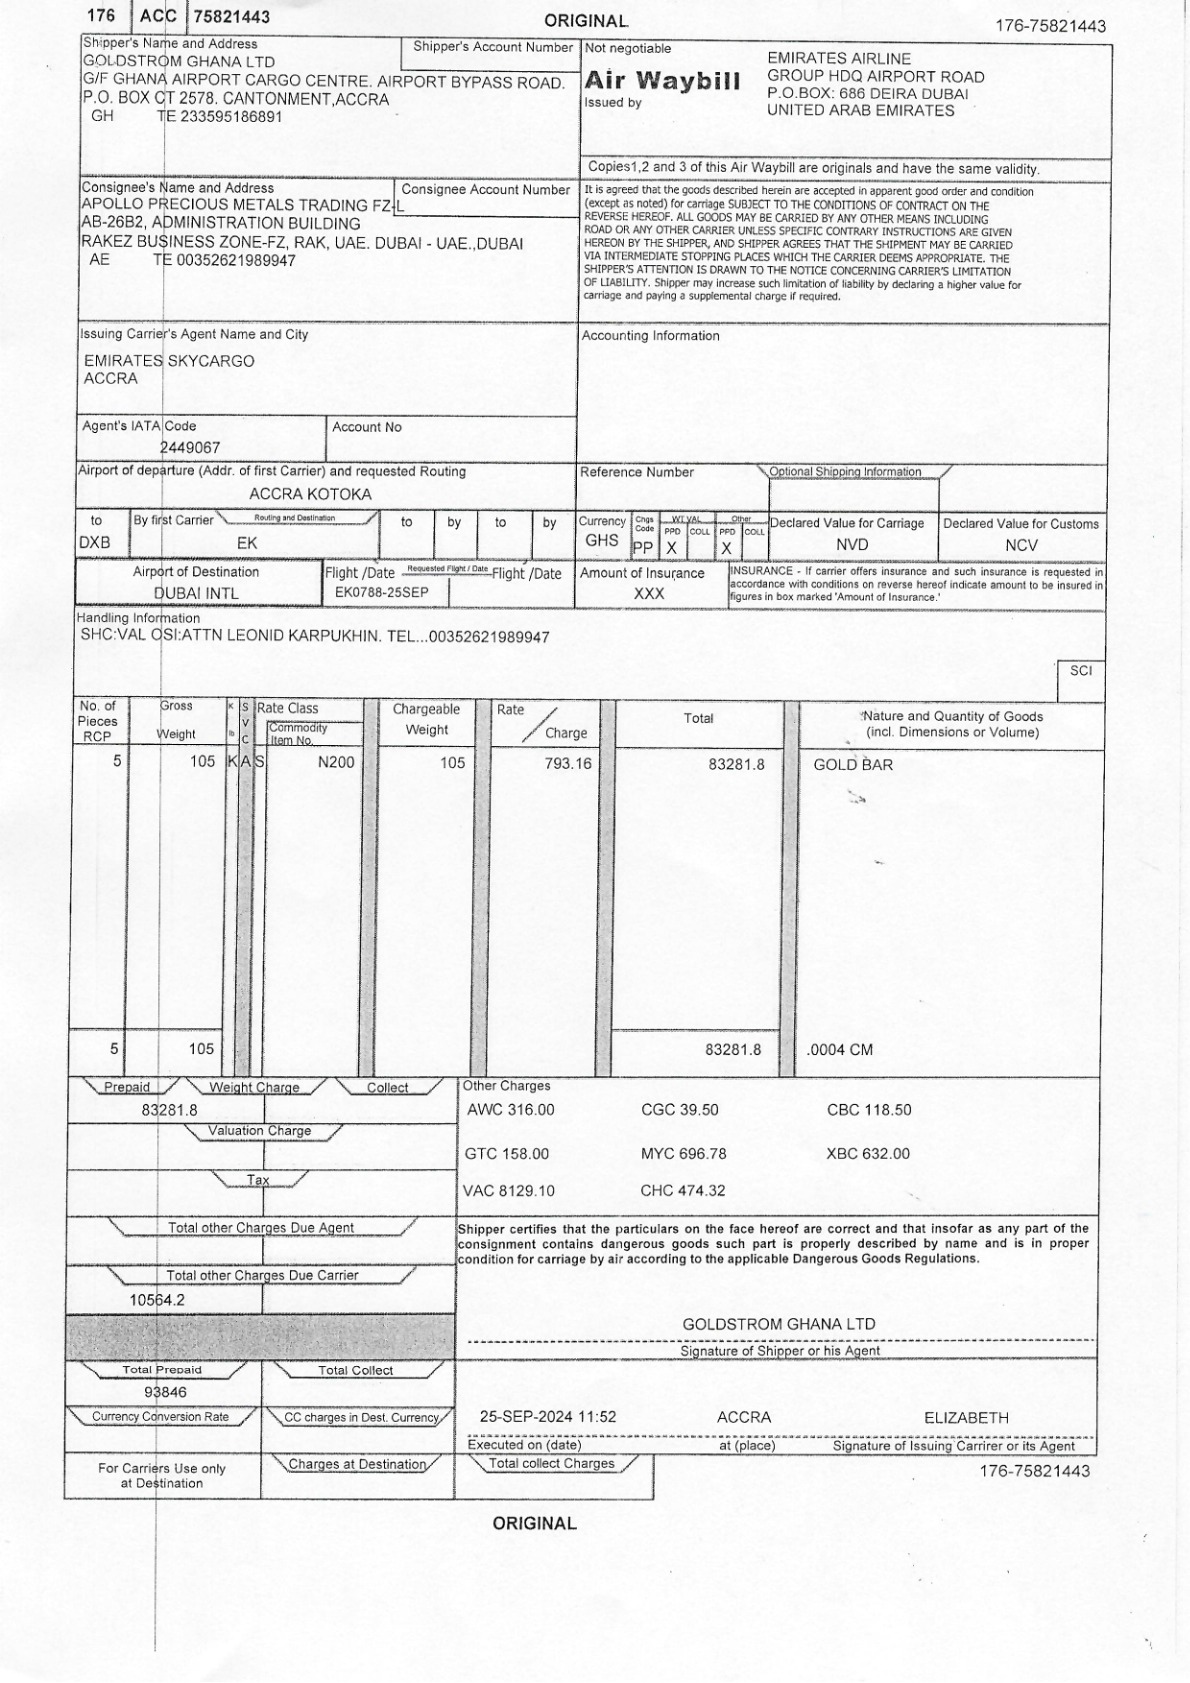 176 ACC 75821443
ORIGINAL
176-75821443
Shipper's Name and Address
Shipper's Account Number
GOLDSTROM GHANA LTD
G/F GHANA AIRPORT CARGO CENTRE. AIRPORT BYPASS ROAD.
P.O. BOX CT 2578. CANTONMENT,ACCRA
GH TE 233595186891
Not negotiable
Air Waybill
Issued by
EMIRATES AIRLINE
GROUP HDQ AIRPORT ROAD
P.O.BOX: 686 DEIRA DUBAI
UNITED ARAB EMIRATES
Copies1,2 and 3 of this Air Waybill are originals and have the same validity.
Consignee's Name and Address
Consignee Account Number
APOLLO PRECIOUS METALS TRADING FZ-L
AB-26B2, ADMINISTRATION BUILDING
RAKEZ BUSINESS ZONE-FZ, RAK, UAE. DUBAI - UAE.,DUBAI
AE TE 00352621989947
It is agreed that the goods described herein are accepted in apparent good order and condition
(except as noted) for carriage SUBJECT TO THE CONDITIONS OF CONTRACT ON THE
REVERSE HEREOF. ALL GOODS MAY BE CARRIED BY ANY OTHER MEANS INCLUDING
ROAD OR ANY OTHER CARRIER UNLESS SPECIFIC CONTRARY INSTRUCTIONS ARE GIVEN
HEREON BY THE SHIPPER, AND SHIPPER AGREES THAT THE SHIPMENT MAY BE CARRIED
VIA INTERMEDIATE STOPPING PLACES WHICH THE CARRIER DEEMS APPROPRIATE. THE
SHIPPER'S ATTENTION IS DRAWN TO THE NOTICE CONCERNING CARRIER'S LIMITATION
OF LIABILITY. Shipper may increase such limitation of liability by declaring a higher value for
carriage and paying a supplemental charge if required.
Issuing Carrier's Agent Name and City
EMIRATES SKYCARGO
ACCRA
Accounting Information
Agent's IATA Code
2449067
Account No
Airport of departure (Addr. of first Carrier) and requested Routing
ACCRA KOTOKA
Reference Number
Optional Shipping Information
to By first Carrier Routing and Destination to by to by
DXB EK
Currency Chgs Code WT VAL Other
PPD COLL PPD COLL
GHS PP X X
Declared Value for Carriage
NVD
Declared Value for Customs
NCV
Airport of Destination
DUBAI INTL
Flight /Date Requested Flight / Date Flight /Date
EK0788-25SEP
Amount of Insurance
XXX
INSURANCE - If carrier offers insurance and such insurance is requested in
accordance with conditions on reverse hereof indicate amount to be insured in
figures in box marked 'Amount of Insurance.'
Handling Information
SHC:VAL OSI:ATTN LEONID KARPUKHIN. TEL...00352621989947
SCI
No. of Pieces RCP
Gross Weight
K lb
S V C
Rate Class
Commodity Item No.
Chargeable Weight
Rate / Charge
Total
Nature and Quantity of Goods
(incl. Dimensions or Volume)
5 105 K A S N200 105 793.16 83281.8 GOLD BAR
5 105 83281.8 .0004 CM
Prepaid Weight Charge Collect
83281.8
Valuation Charge
Tax
Other Charges
AWC 316.00 CGC 39.50 CBC 118.50
GTC 158.00 MYC 696.78 XBC 632.00
VAC 8129.10 CHC 474.32
Total other Charges Due Agent
Total other Charges Due Carrier
10564.2
Shipper certifies that the particulars on the face hereof are correct and that insofar as any part of the
consignment contains dangerous goods such part is properly described by name and is in proper
condition for carriage by air according to the applicable Dangerous Goods Regulations.
GOLDSTROM GHANA LTD
Signature of Shipper or his Agent
Total Prepaid Total Collect
93846
Currency Conversion Rate CC charges in Dest. Currency
25-SEP-2024 11:52 ACCRA ELIZABETH
Executed on (date) at (place) Signature of Issuing Carrirer or its Agent
For Carriers Use only
at Destination
Charges at Destination
Total collect Charges
176-75821443
ORIGINAL